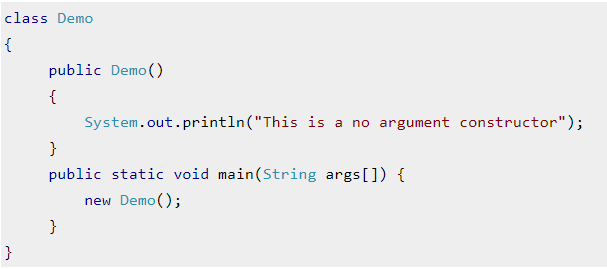 class Demo
{
public Demo()
{
System.out.println("This is a no argument constructor");
}
public static void main(String args[]) {
new Demo();
}
}